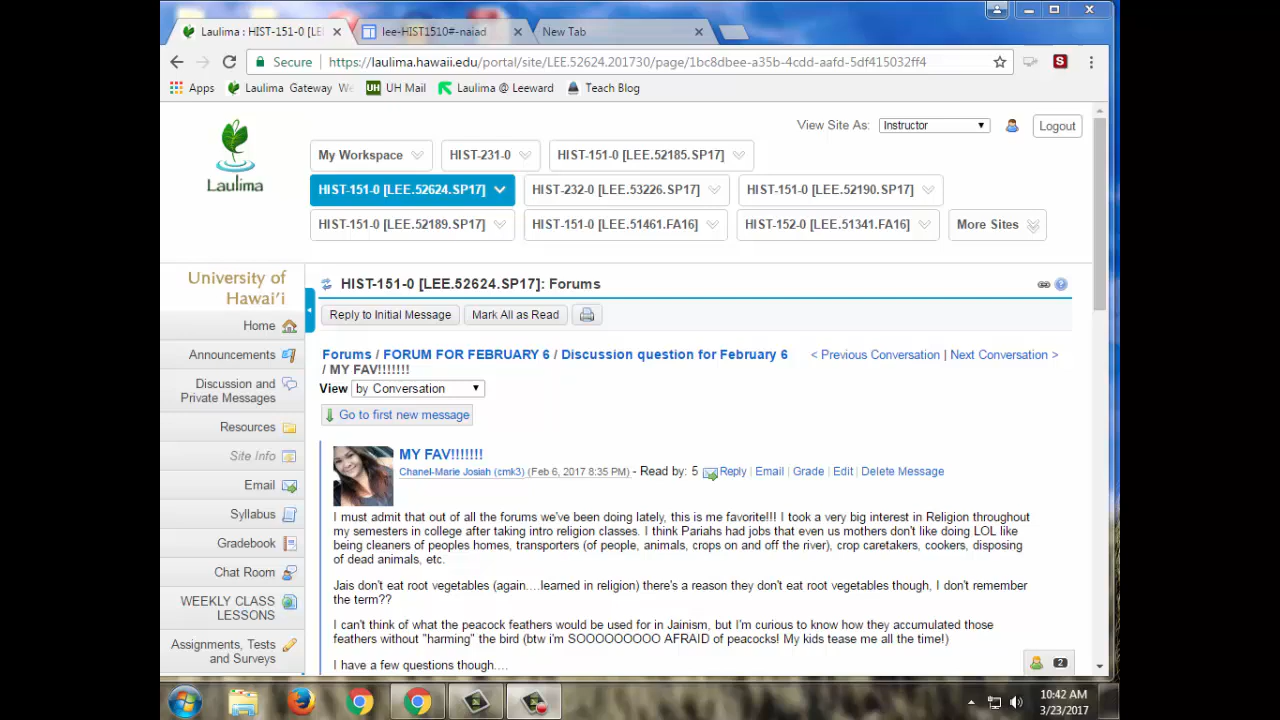 Laulima : HIST-151-0 [LE
lee-HIST1510#-naiad
New Tab
Secure
https://laulima.hawaii.edu/portal/site/LEE.52624.201730/page/1bc8dbee-a35b-4cdd-aafd-5df415032ff4
S
Apps
Laulima Gateway We
UH UH Mail
Laulima @ Leeward
Teach Blog
View Site As: Instructor
Logout
Laulima
My Workspace
HIST-231-0
HIST-151-0 [LEE.52185.SP17]
HIST-151-0 [LEE.52624.SP17]
HIST-232-0 [LEE.53226.SP17]
HIST-151-0 [LEE.52190.SP17]
HIST-151-0 [LEE.52189.SP17]
HIST-151-0 [LEE.51461.FA16]
HIST-152-0 [LEE.51341.FA16]
More Sites
University of
Hawai'i
Home
Announcements
Discussion and
Private Messages
Resources
Site Info
Email
Syllabus
Gradebook
Chat Room
WEEKLY CLASS
LESSONS
Assignments, Tests
and Surveys
HIST-151-0 [LEE.52624.SP17]: Forums
Reply to Initial Message
Mark All as Read
Forums / FORUM FOR FEBRUARY 6 / Discussion question for February 6
/ MY FAV!!!!!!!
< Previous Conversation | Next Conversation >
View by Conversation
Go to first new message
MY FAV!!!!!!!
Chanel-Marie Josiah (cmk3) (Feb 6, 2017 8:35 PM) - Read by: 5 Reply | Email | Grade | Edit | Delete Message
I must admit that out of all the forums we've been doing lately, this is me favorite!!! I took a very big interest in Religion throughout
my semesters in college after taking intro religion classes. I think Pariahs had jobs that even us mothers don't like doing LOL like
being cleaners of peoples homes, transporters (of people, animals, crops on and off the river), crop caretakers, cookers, disposing
of dead animals, etc.
Jais don't eat root vegetables (again....learned in religion) there's a reason they don't eat root vegetables though, I don't remember
the term??
I can't think of what the peacock feathers would be used for in Jainism, but I'm curious to know how they accumulated those
feathers without "harming" the bird (btw i'm SOOOOOOOOO AFRAID of peacocks! My kids tease me all the time!)
I have a few questions though....
2
10:42 AM
3/23/2017